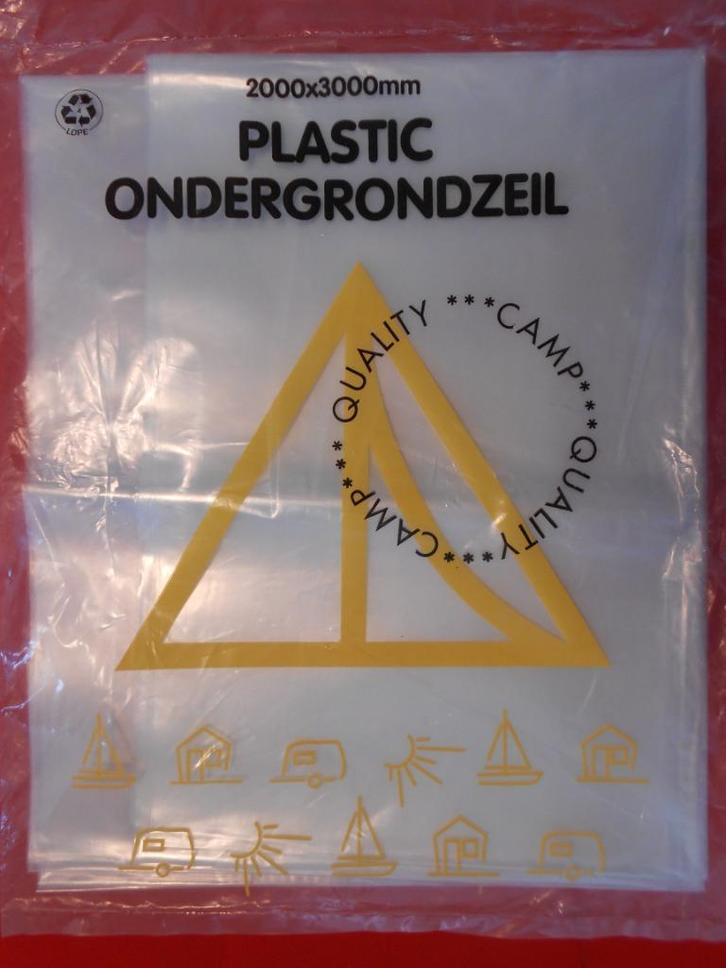 2000x3000mm
LDPE
PLASTIC
ONDERGRONDZEIL
QUALITY ***CAMP*** QUALITY***CAMP***